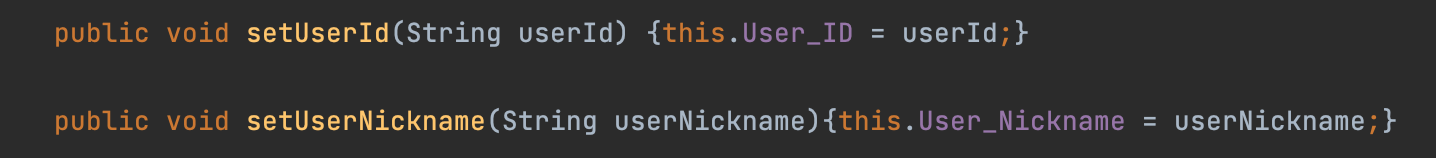 public void setUserId(String userId) {this.User_ID = userId;}
public void setUserNickname(String userNickname){this.User_Nickname = userNickname;}